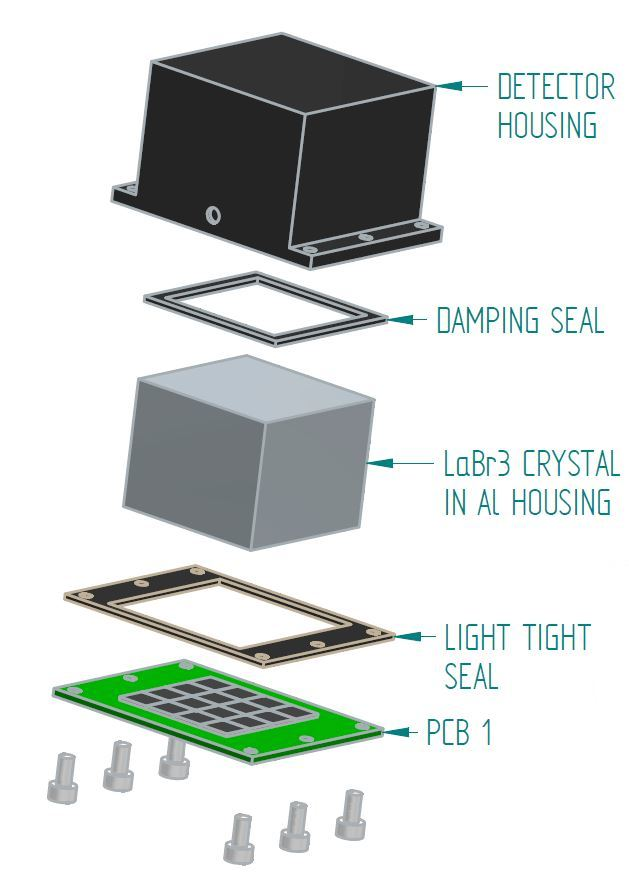 DETECTOR
HOUSING
DAMPING SEAL
LaBr3 CRYSTAL
IN Al HOUSING
LIGHT TIGHT
SEAL
PCB 1